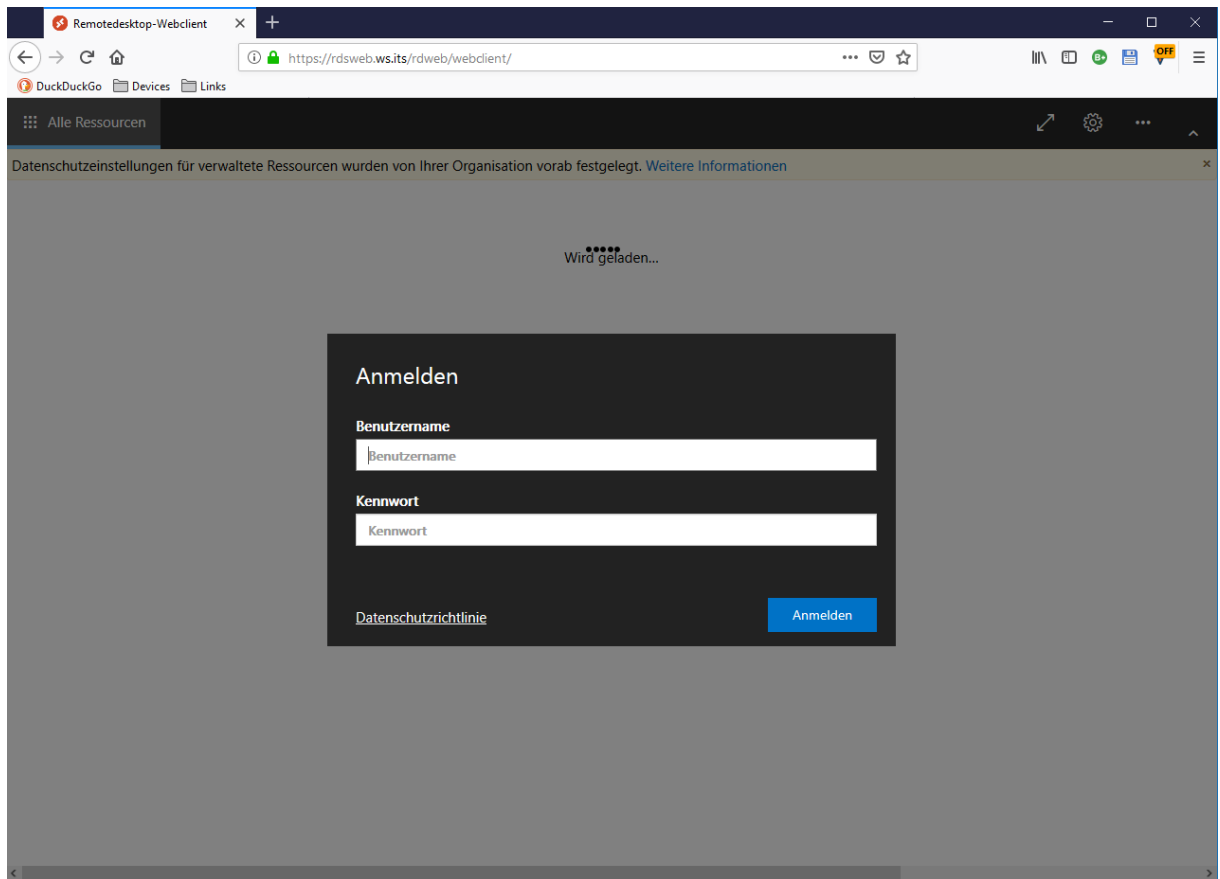 Remotedesktop-Webclient
https://rdsweb.ws.its/rdweb/webclient/
OFF
DuckDuckGo Devices Links
Alle Ressourcen
Datenschutzeinstellungen für verwaltete Ressourcen wurden von Ihrer Organisation vorab festgelegt. Weitere Informationen
Wird geladen...
Anmelden
Benutzername
Benutzername
Kennwort
Kennwort
Datenschutzrichtlinie Anmelden